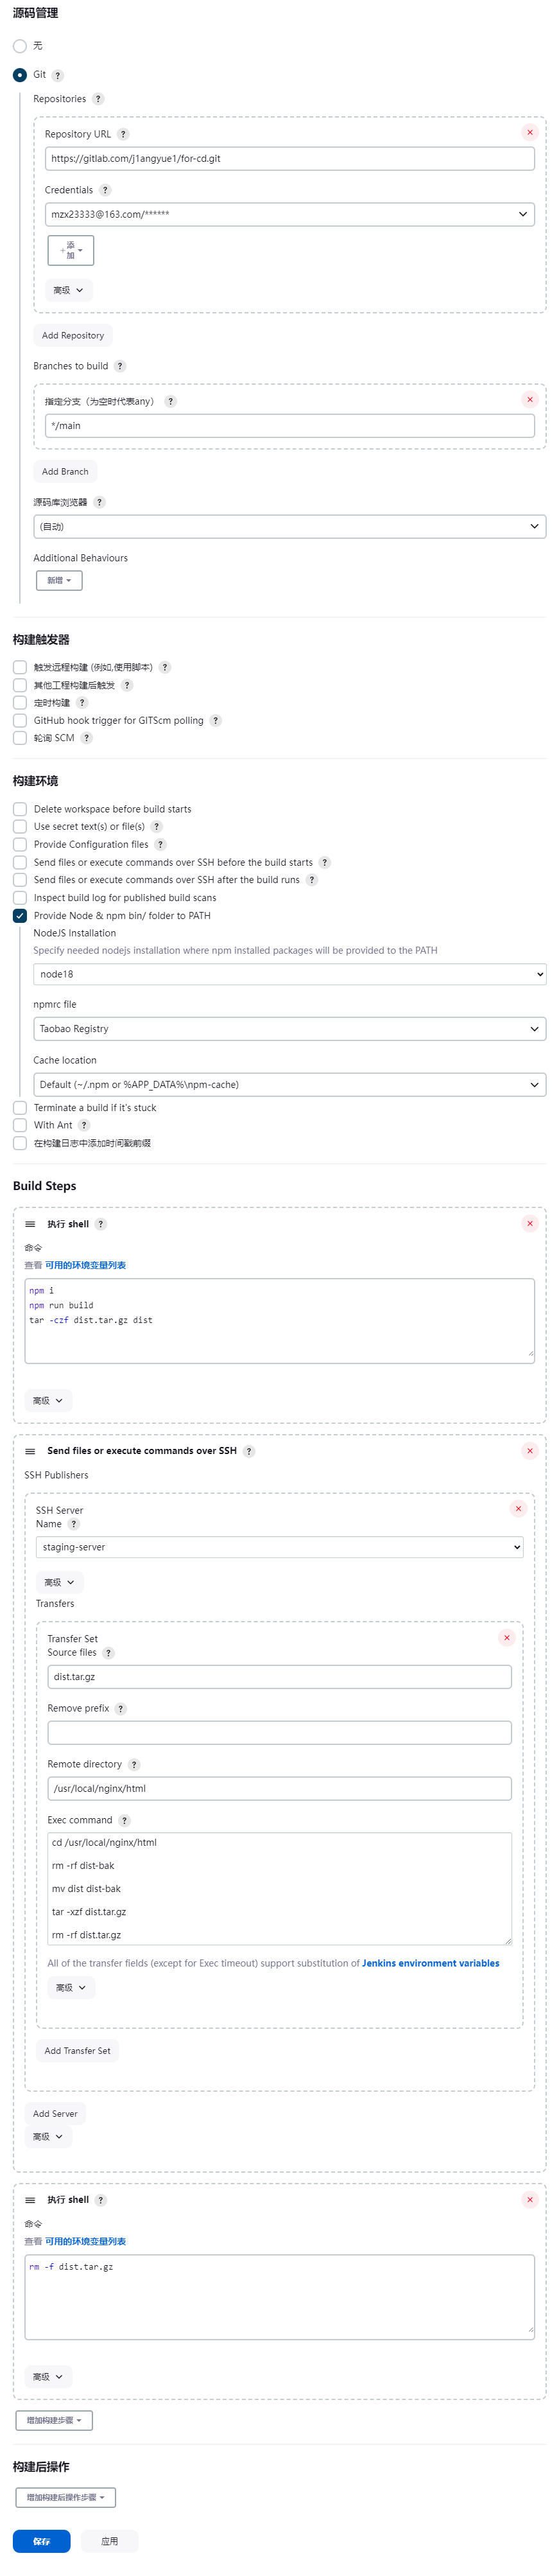 源码管理
无
Git ?
Repositories ?
Repository URL ?
https://gitlab.com/j1angyue1/for-cd.git
Credentials ?
mzx23333@163.com/******
+添加
高级
Add Repository
Branches to build ?
指定分支（为空时代表any） ?
*/main
Add Branch
源码库浏览器 ?
(自动)
Additional Behaviours
新增
构建触发器
触发远程构建 (例如,使用脚本) ?
其他工程构建后触发 ?
定时构建 ?
GitHub hook trigger for GITScm polling ?
轮询 SCM ?
构建环境
Delete workspace before build starts
Use secret text(s) or file(s) ?
Provide Configuration files ?
Send files or execute commands over SSH before the build starts ?
Send files or execute commands over SSH after the build runs ?
Inspect build log for published build scans
Provide Node & npm bin/ folder to PATH
NodeJS Installation
Specify needed nodejs installation where npm installed packages will be provided to the PATH
node18
npmrc file
Taobao Registry
Cache location
Default (~/.npm or %APP_DATA%\npm-cache)
Terminate a build if it's stuck
With Ant ?
在构建日志中添加时间戳前缀
Build Steps
执行 shell ?
命令
查看 可用的环境变量列表
npm i
npm run build
tar -czf dist.tar.gz dist
高级
Send files or execute commands over SSH ?
SSH Publishers
SSH Server
Name ?
staging-server
高级
Transfers
Transfer Set
Source files ?
dist.tar.gz
Remove prefix ?
Remote directory ?
/usr/local/nginx/html
Exec command ?
cd /usr/local/nginx/html
rm -rf dist-bak
mv dist dist-bak
tar -xzf dist.tar.gz
rm -rf dist.tar.gz
All of the transfer fields (except for Exec timeout) support substitution of Jenkins environment variables
高级
Add Transfer Set
Add Server
高级
执行 shell ?
命令
查看 可用的环境变量列表
rm -f dist.tar.gz
高级
增加构建步骤
构建后操作
增加构建后操作步骤
保存 应用